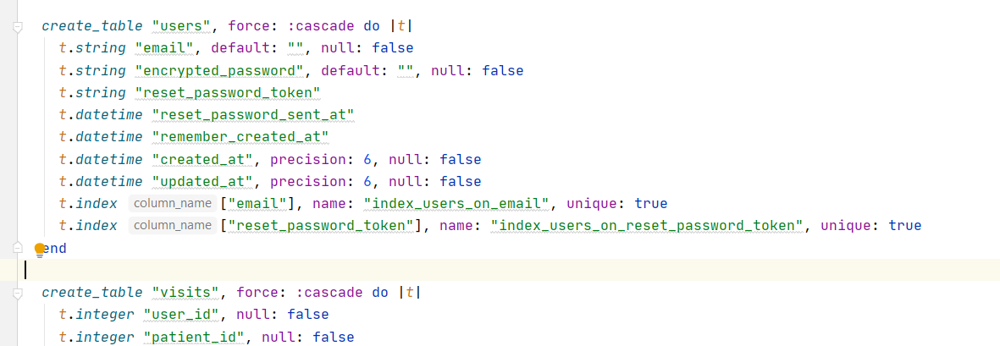 create_table "users", force: :cascade do |t|
t.string "email", default: "", null: false
t.string "encrypted_password", default: "", null: false
t.string "reset_password_token"
t.datetime "reset_password_sent_at"
t.datetime "remember_created_at"
t.datetime "created_at", precision: 6, null: false
t.datetime "updated_at", precision: 6, null: false
t.index column_name ["email"], name: "index_users_on_email", unique: true
t.index column_name ["reset_password_token"], name: "index_users_on_reset_password_token", unique: true
end
create_table "visits", force: :cascade do |t|
t.integer "user_id", null: false
t.integer "patient_id", null: false